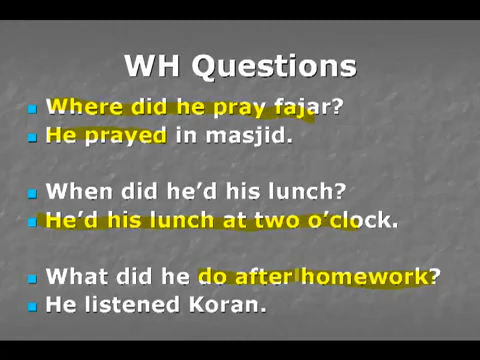 WH Questions
Where did he pray fajar?
He prayed in masjid.
When did he'd his lunch?
He'd his lunch at two o'clock.
What did he do after homework?
He listened Koran.